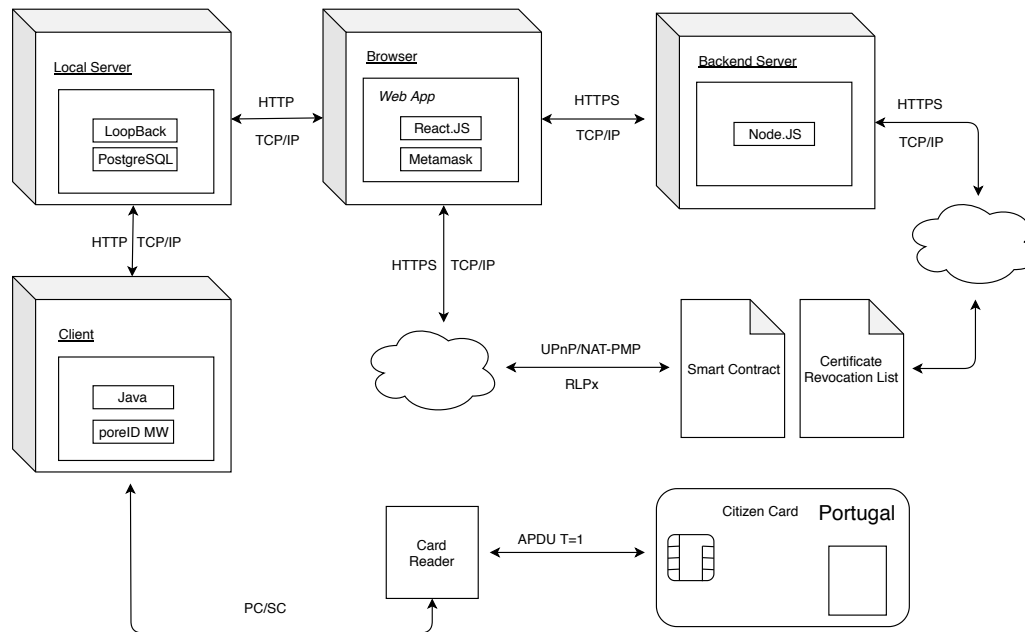 Local Server
LoopBack
PostgreSQL
HTTP
TCP/IP
Browser
Web App
React.JS
Metamask
HTTPS
TCP/IP
Backend Server
Node.JS
HTTPS
TCP/IP
HTTP TCP/IP
HTTPS TCP/IP
Client
Java
poreID MW
UPnP/NAT-PMP
RLPx
Smart Contract
Certificate
Revocation List
PC/SC
Card
Reader
APDU T=1
Citizen Card
Portugal